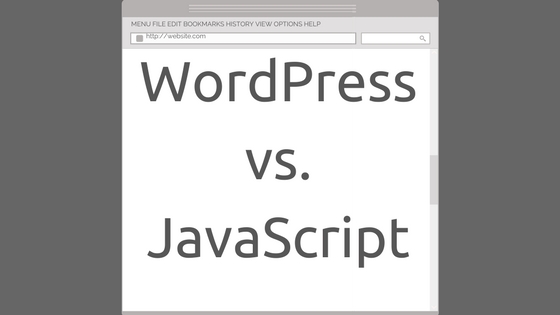 MENU FILE EDIT BOOKMARKS HISTORY VIEW OPTIONS HELP
http://website.com
WordPress
vs.
JavaScript